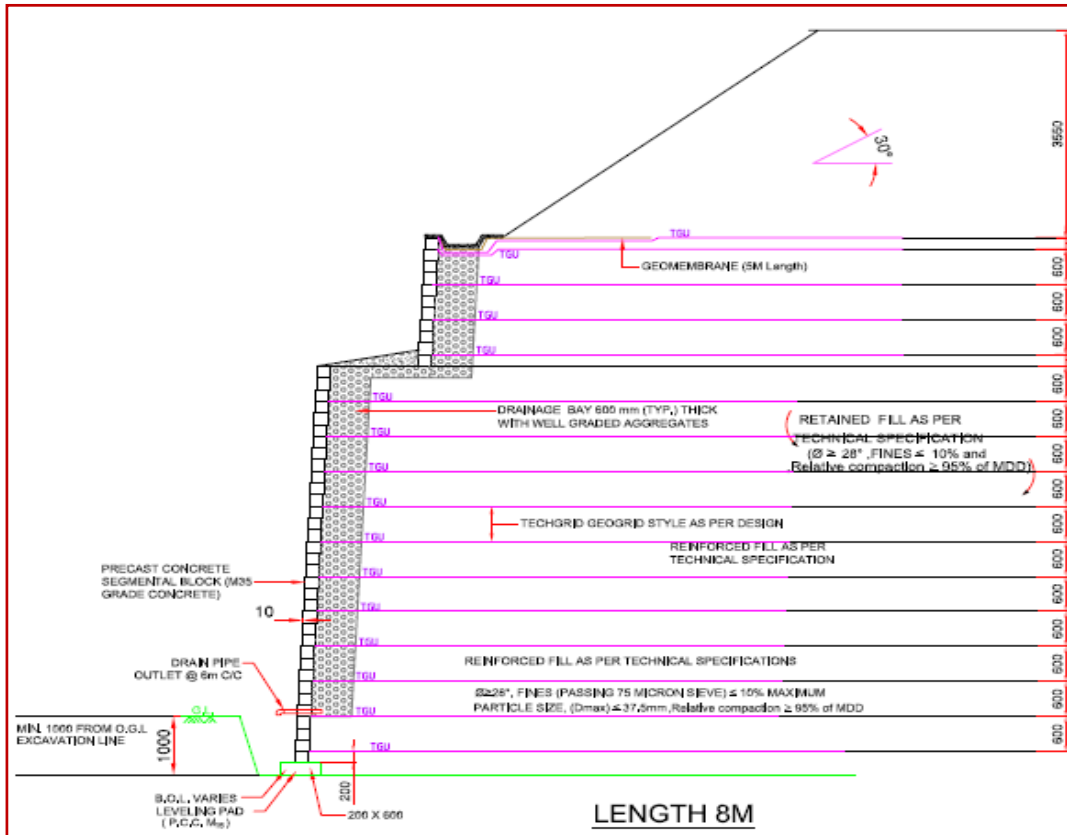 3550
30°
TGU
TGU
GEOMEMBRANE (5M Length)
600
TGU
600
TGU
600
TGU
600
TGU
DRAINAGE BAY 600 mm (TYP.) THICK
WITH WELL GRADED AGGREGATES
RETAINED FILL AS PER
TECHNICAL SPECIFICATION
(Ø ≥ 28°, FINES ≤ 10% and
Relative compaction ≥ 95% of MDD)
600
TGU
600
TGU
600
TGU
TECHGRID GEOGRID STYLE AS PER DESIGN
600
TGU
REINFORCED FILL AS PER
TECHNICAL SPECIFICATION
600
TGU
PRECAST CONCRETE
SEGMENTAL BLOCK (M35
GRADE CONCRETE)
600
TGU
10
600
TGU
DRAIN PIPE
OUTLET @ 6m C/C
REINFORCED FILL AS PER TECHNICAL SPECIFICATIONS
600
TGU
Ø≥28°, FINES (PASSING 75 MICRON SIEVE) ≤ 10% MAXIMUM
PARTICLE SIZE, (Dmax) ≤ 37.5mm, Relative compaction ≥ 95% of MDD
600
TGU
MIN. 1000 FROM O.G.L
EXCAVATION LINE
1000
600
TGU
200
B.O.L. VARIES
LEVELING PAD
( P.C.C. M₁₅)
200 X 600
LENGTH 8M